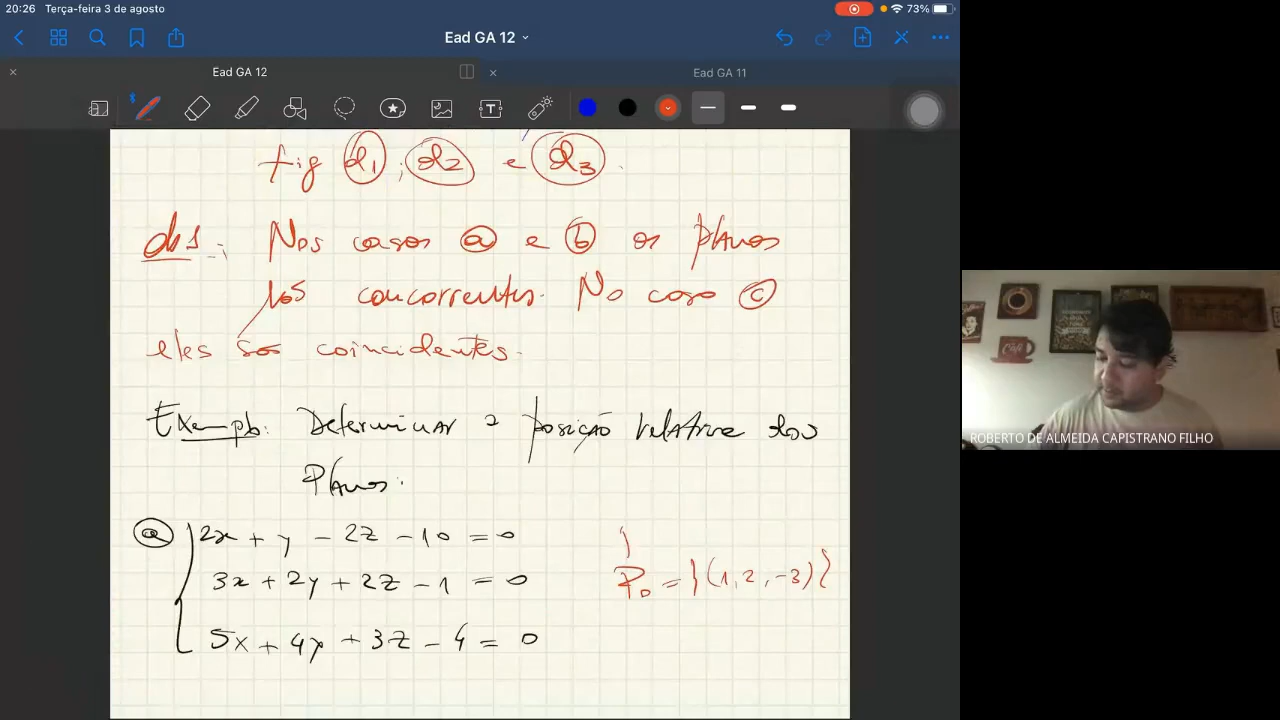 20:26 Terça-feira 3 de agosto
73%
Ead GA 12
Ead GA 12
Ead GA 11
T
fig d1, d2 e d3.
Obs: Nos casos a e b os planos
são concorrentes. No caso c
eles são coincidentes.
Exemplo: Determinar a posição relativa dos
Planos:
a 2x + y - 2z - 10 = 0
3x + 2y + 2z - 1 = 0
5x + 4y + 3z - 4 = 0
P0 = {(1, 2, -3)}
ROBERTO DE ALMEIDA CAPISTRANO FILHO